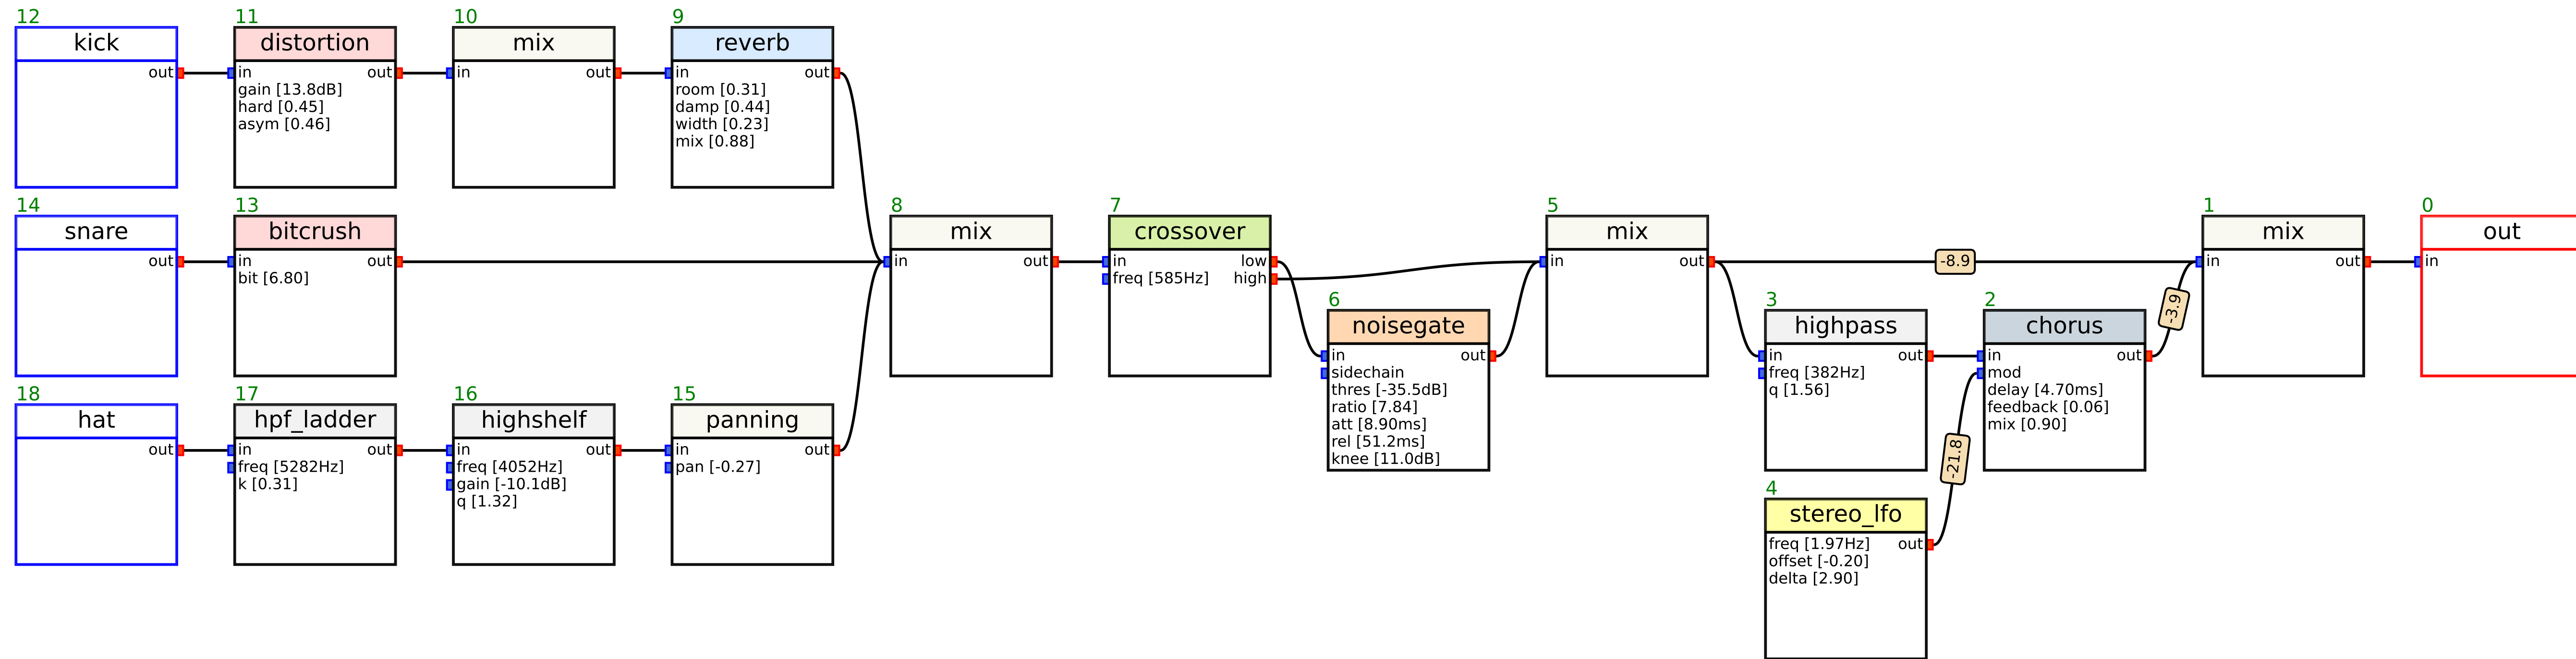 12
kick
out
11
distortion
in out
gain [13.8dB]
hard [0.45]
asym [0.46]
10
mix
in out
9
reverb
in out
room [0.31]
damp [0.44]
width [0.23]
mix [0.88]
14
snare
out
13
bitcrush
in out
bit [6.80]
18
hat
out
17
hpf_ladder
in out
freq [5282Hz]
k [0.31]
16
highshelf
in out
freq [4052Hz]
gain [-10.1dB]
q [1.32]
15
panning
in out
pan [-0.27]
8
mix
in out
7
crossover
in low
freq [585Hz] high
6
noisegate
in out
sidechain
thres [-35.5dB]
ratio [7.84]
att [8.90ms]
rel [51.2ms]
knee [11.0dB]
5
mix
in out
-8.9
3
highpass
in out
freq [382Hz]
q [1.56]
4
stereo_lfo
freq [1.97Hz] out
offset [-0.20]
delta [2.90]
-21.8
2
chorus
in out
mod
delay [4.70ms]
feedback [0.06]
mix [0.90]
-3.9
1
mix
in out
0
out
in